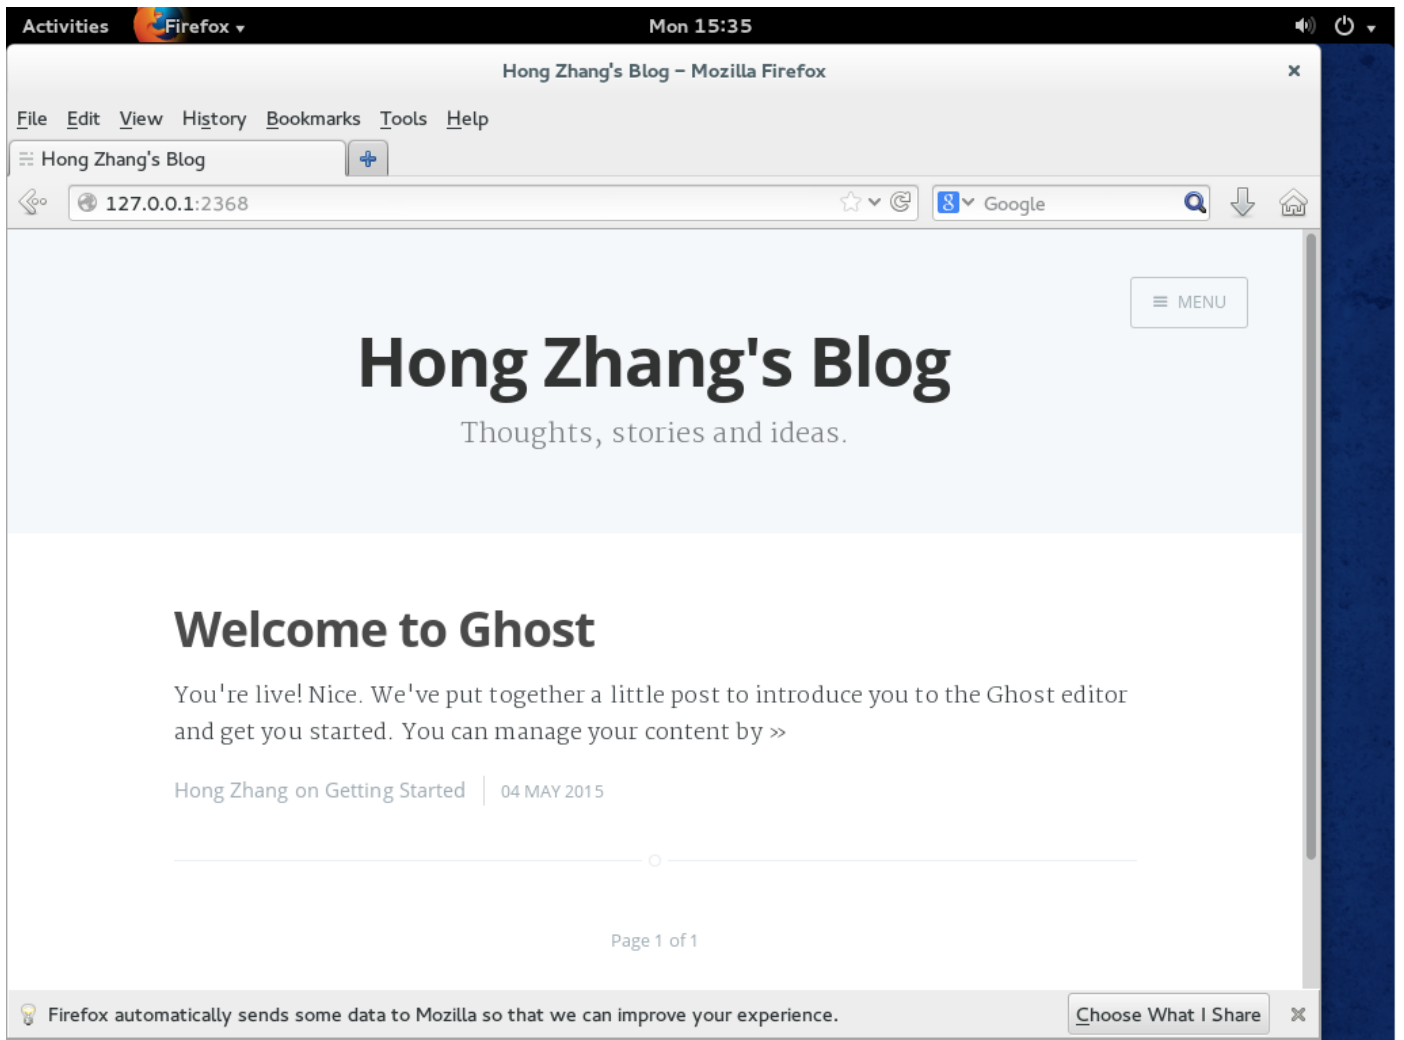 Activities Firefox Mon 15:35
Hong Zhang's Blog – Mozilla Firefox
File Edit View History Bookmarks Tools Help
Hong Zhang's Blog
127.0.0.1:2368 8 Google
MENU
Hong Zhang's Blog
Thoughts, stories and ideas.
Welcome to Ghost
You're live! Nice. We've put together a little post to introduce you to the Ghost editor
and get you started. You can manage your content by »
Hong Zhang on Getting Started 04 MAY 2015
Page 1 of 1
Firefox automatically sends some data to Mozilla so that we can improve your experience. Choose What I Share